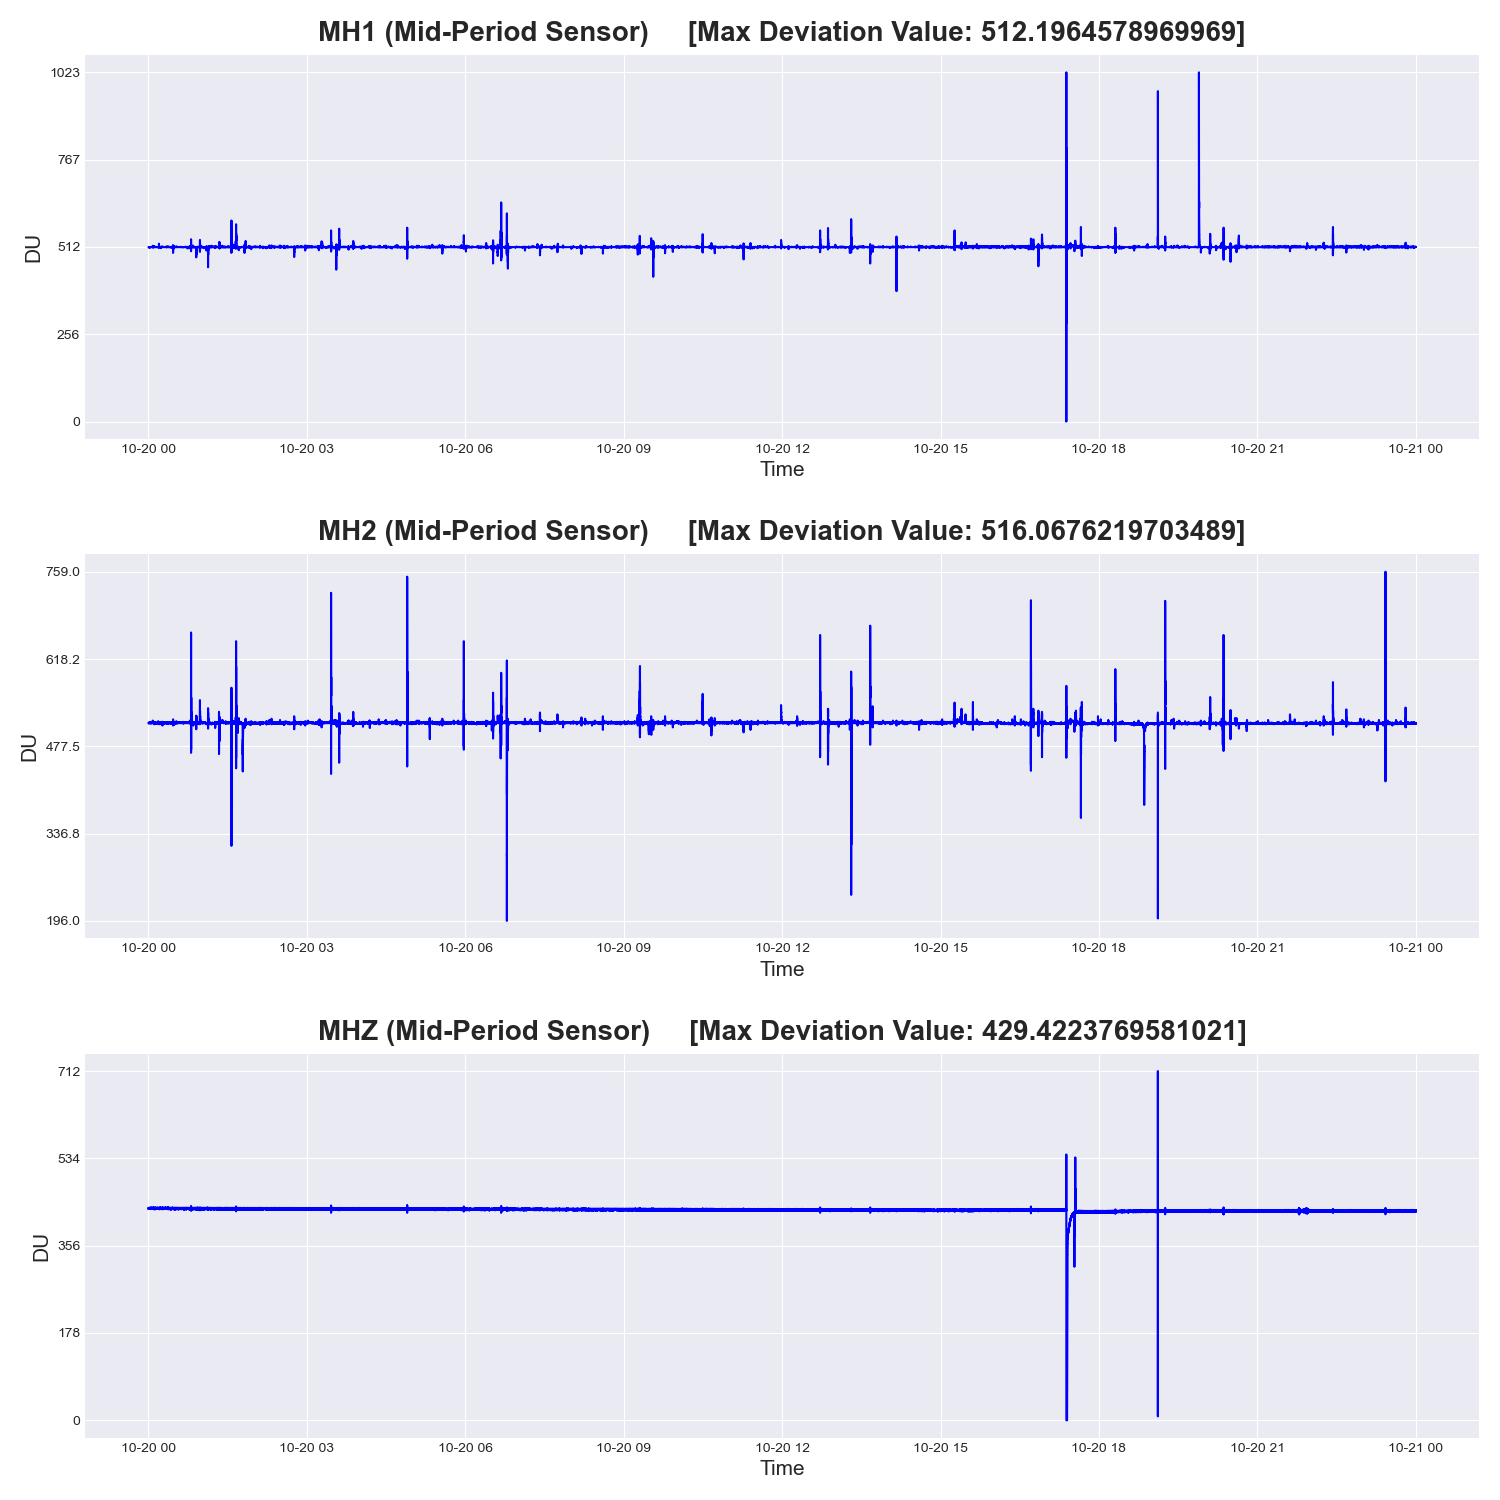 MH1 (Mid-Period Sensor) [Max Deviation Value: 512.1964578969969]
1023
767
512
256
0
DU
10-20 00 10-20 03 10-20 06 10-20 09 10-20 12 10-20 15 10-20 18 10-20 21 10-21 00
Time
MH2 (Mid-Period Sensor) [Max Deviation Value: 516.0676219703489]
759.0
618.2
477.5
336.8
196.0
DU
10-20 00 10-20 03 10-20 06 10-20 09 10-20 12 10-20 15 10-20 18 10-20 21 10-21 00
Time
MHZ (Mid-Period Sensor) [Max Deviation Value: 429.4223769581021]
712
534
356
178
0
DU
10-20 00 10-20 03 10-20 06 10-20 09 10-20 12 10-20 15 10-20 18 10-20 21 10-21 00
Time